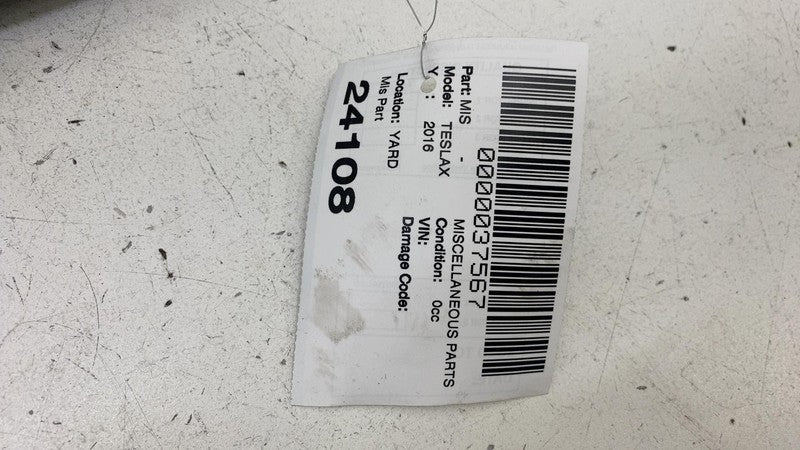 0000037567
Part: MIS - MISCELLANEOUS PARTS
Model: TESLAX Condition: 0cc
Y : 2016 VIN:
Location: YARD Damage Code:
Mis Part
24108